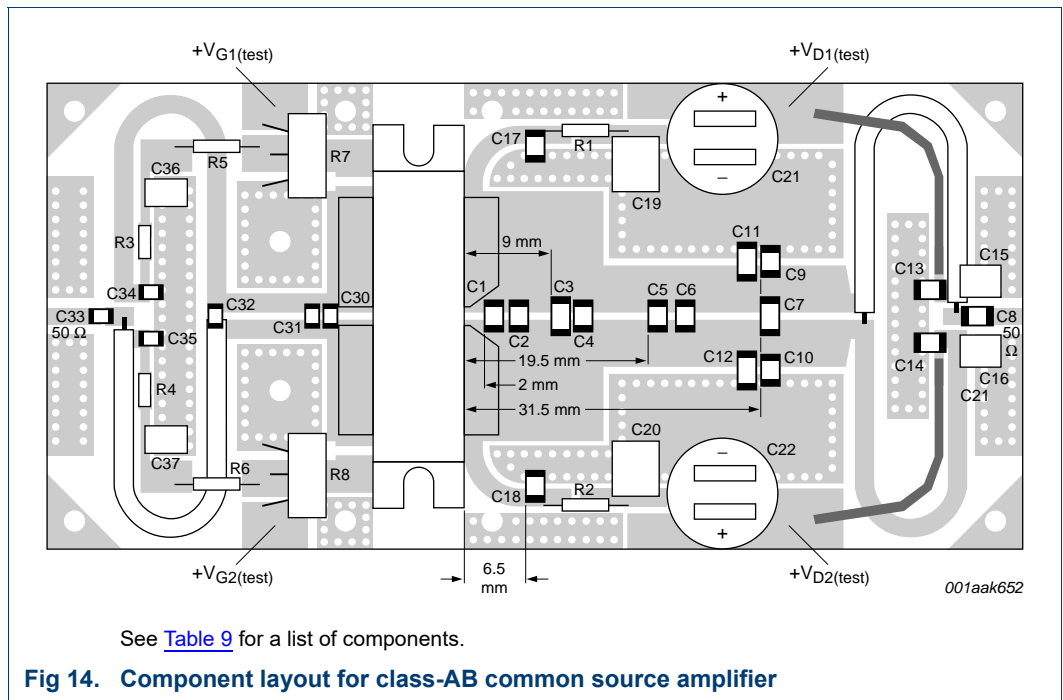 +VG1(test)
+VD1(test)
+
C17
R1
R5
R7
C36
C21
−
C19
R3
9 mm
C11
C9
C15
C13
C34
C32
C30
C1
C3
C5
C6
C7
C33
50 Ω
C31
C2
C4
C8
50
Ω
C35
19.5 mm
C12
C10
C14
R4
2 mm
C16
C21
31.5 mm
C37
C20
C22
−
R6
R8
C18
R2
+
+VG2(test)
6.5
mm
+VD2(test)
001aak652
See Table 9 for a list of components.
Fig 14. Component layout for class-AB common source amplifier